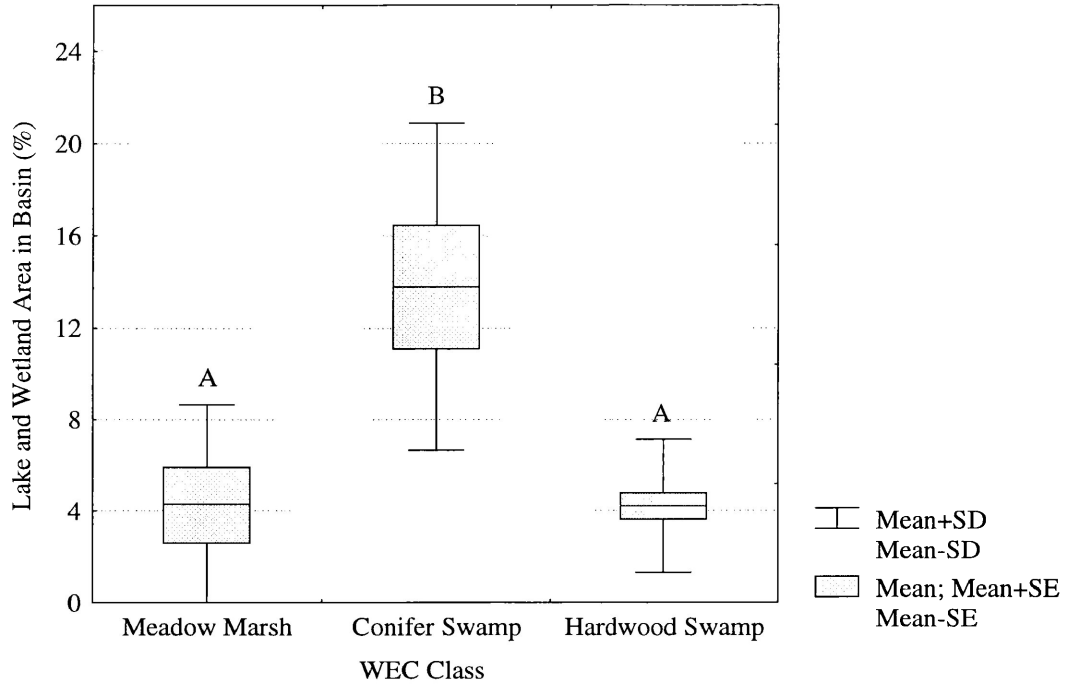 Lake and Wetland Area in Basin (%)
24
20
16
12
8
4
0
A
B
A
Meadow Marsh
Conifer Swamp
Hardwood Swamp
WEC Class
Mean+SD
Mean-SD
Mean; Mean+SE
Mean-SE